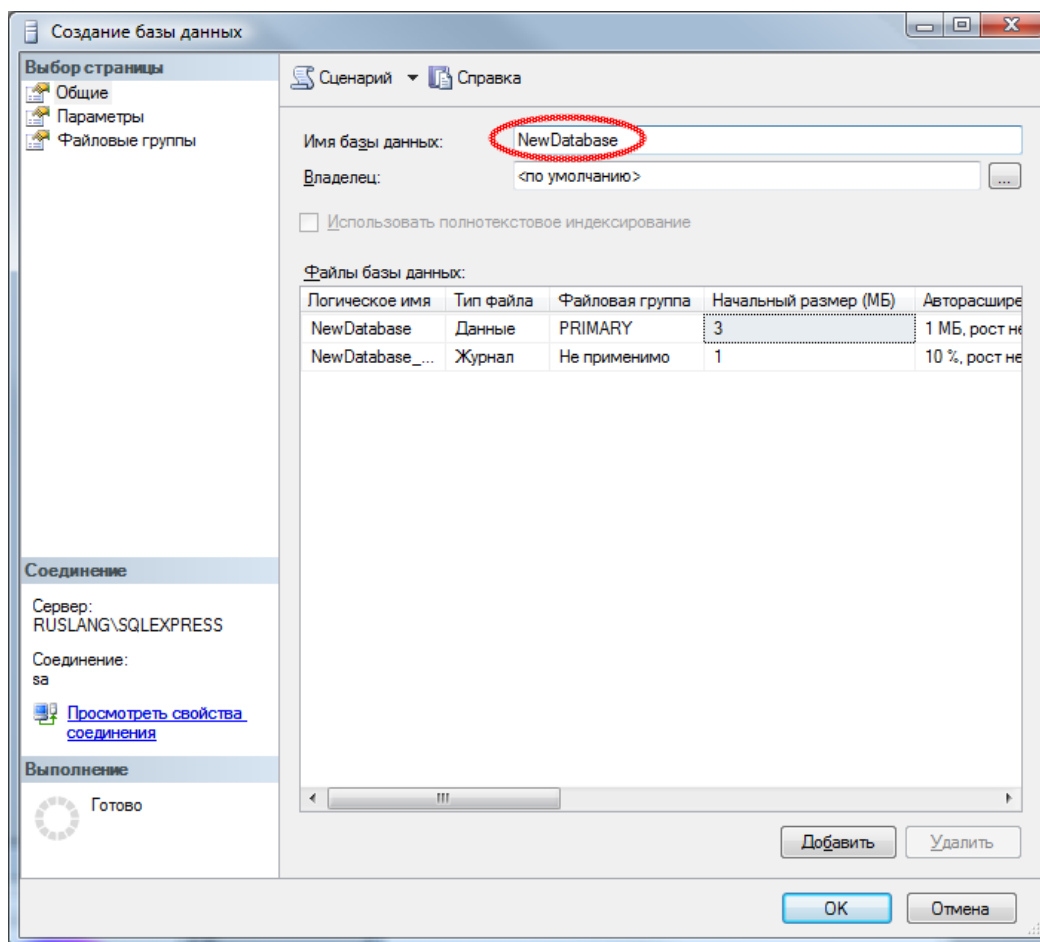 Создание базы данных
Выбор страницы
Общие
Параметры
Файловые группы
Сценарий
Справка
Имя базы данных: NewDatabase
Владелец: <по умолчанию> ...
Использовать полнотекстовое индексирование
Файлы базы данных:
Логическое имя Тип файла Файловая группа Начальный размер (МБ) Авторасшире
NewDatabase Данные PRIMARY 3 1 МБ, рост не
NewDatabase_... Журнал Не применимо 1 10 %, рост не
Соединение
Сервер:
RUSLANG\SQLEXPRESS
Соединение:
sa
Просмотреть свойства
соединения
Выполнение
Готово
Добавить Удалить
OK Отмена